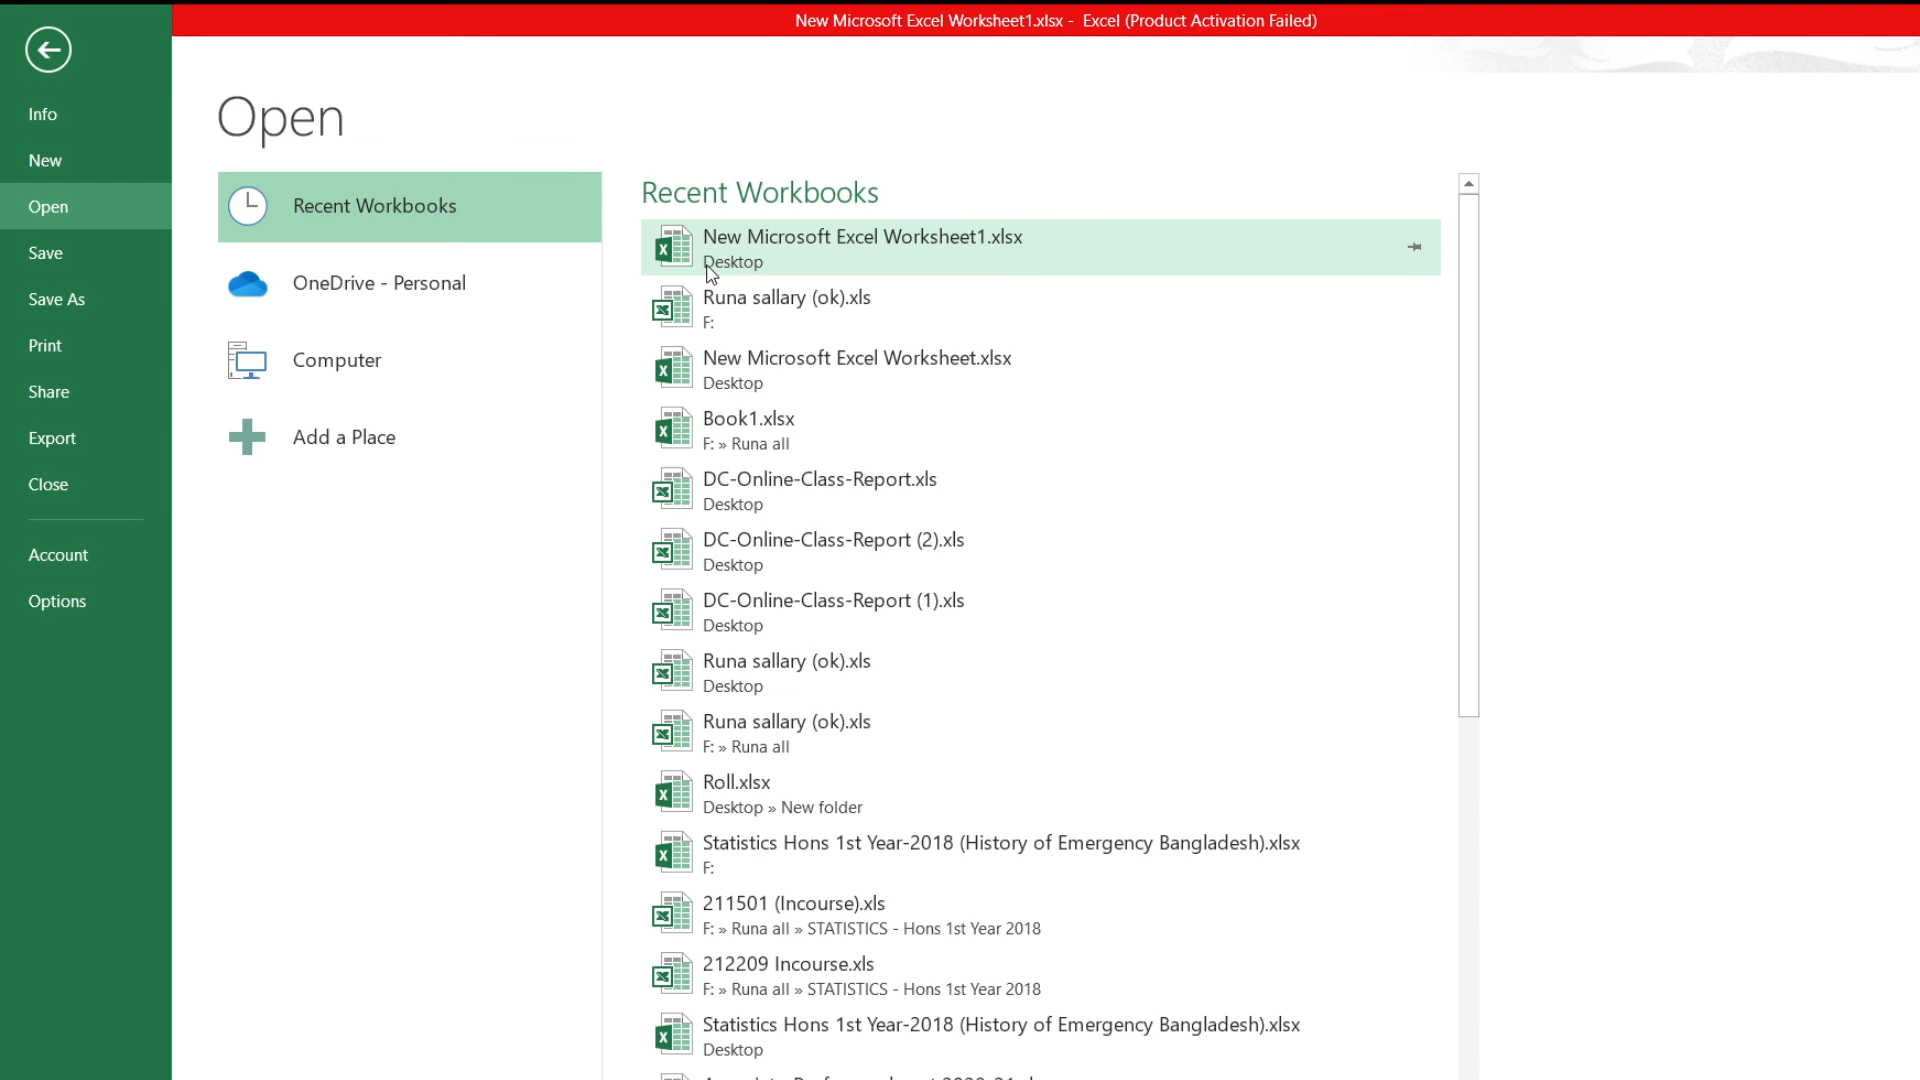 New Microsoft Excel Worksheet1.xlsx - Excel (Product Activation Failed)
Info
New
Open
Save
Save As
Print
Share
Export
Close
Account
Options
Open
Recent Workbooks
OneDrive - Personal
Computer
Add a Place
Recent Workbooks
New Microsoft Excel Worksheet1.xlsx
Desktop
Runa sallary (ok).xls
F:
New Microsoft Excel Worksheet.xlsx
Desktop
Book1.xlsx
F: » Runa all
DC-Online-Class-Report.xls
Desktop
DC-Online-Class-Report (2).xls
Desktop
DC-Online-Class-Report (1).xls
Desktop
Runa sallary (ok).xls
Desktop
Runa sallary (ok).xls
F: » Runa all
Roll.xlsx
Desktop » New folder
Statistics Hons 1st Year-2018 (History of Emergency Bangladesh).xlsx
F:
211501 (Incourse).xls
F: » Runa all » STATISTICS - Hons 1st Year 2018
212209 Incourse.xls
F: » Runa all » STATISTICS - Hons 1st Year 2018
Statistics Hons 1st Year-2018 (History of Emergency Bangladesh).xlsx
Desktop